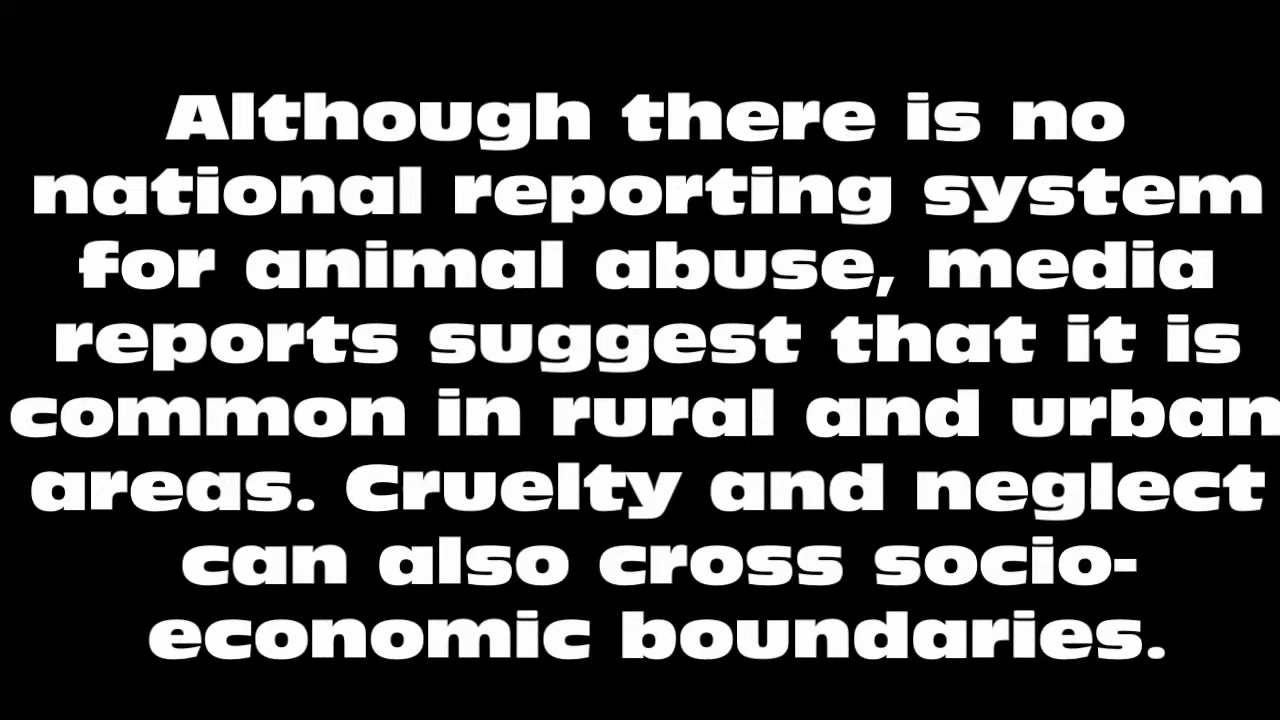 Although there is no
national reporting system
for animal abuse, media
reports suggest that it is
common in rural and urban
areas. Cruelty and neglect
can also cross socio-
economic boundaries.